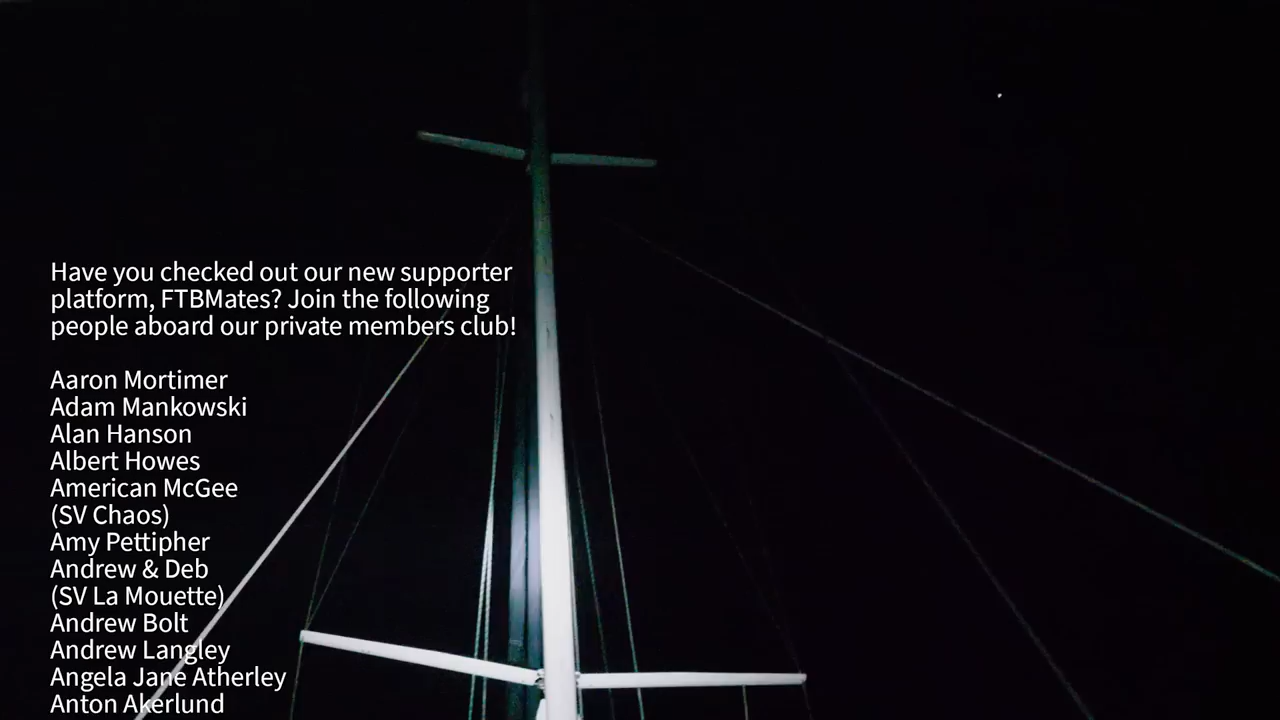 Have you checked out our new supporter
platform, FTBMates? Join the following
people aboard our private members club!
Aaron Mortimer
Adam Mankowski
Alan Hanson
Albert Howes
American McGee
(SV Chaos)
Amy Pettipher
Andrew & Deb
(SV La Mouette)
Andrew Bolt
Andrew Langley
Angela Jane Atherley
Anton Akerlund